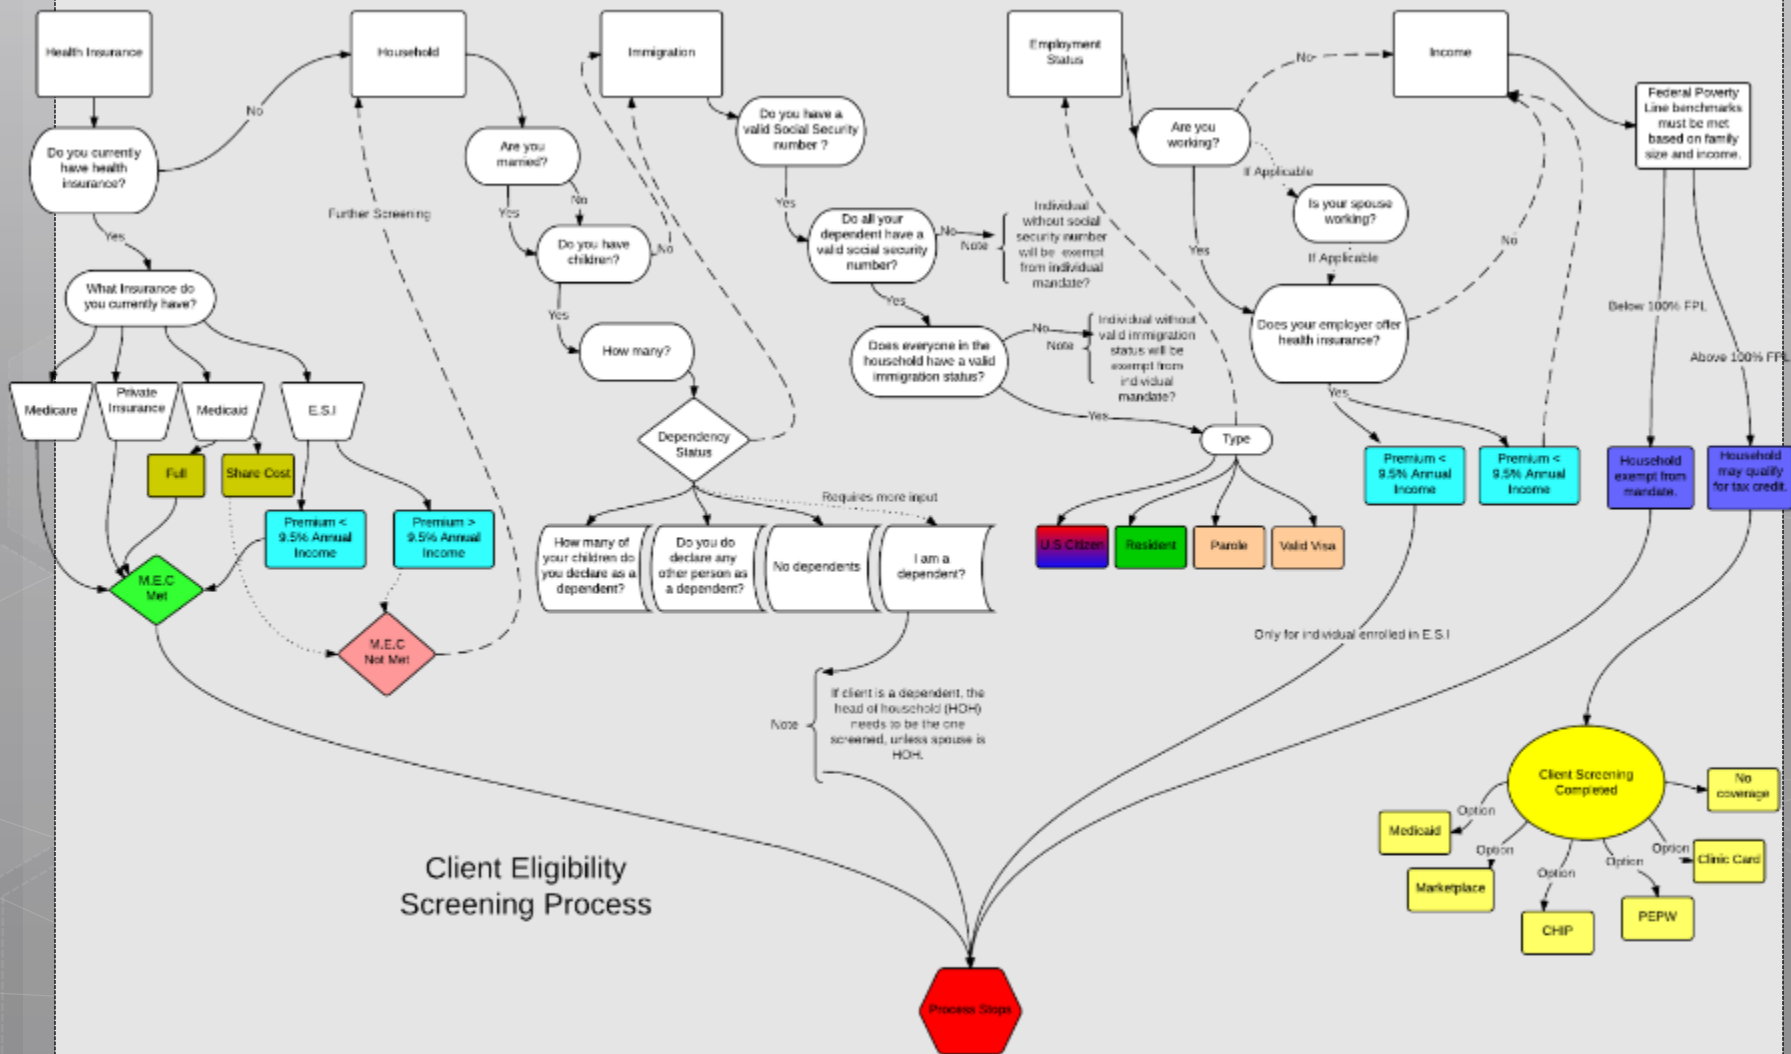 Health Insurance
Household
Immigration
Employment
Status
Income
Do you currently
have health
insurance?
No
Yes
What Insurance do
you currently have?
Medicare
Private
Insurance
Medicaid
E.S.I
Full
Share Cost
Premium <
9.5% Annual
Income
Premium >
9.5% Annual
Income
M.E.C
Met
M.E.C
Not Met
Further Screening
Are you
married?
Yes
No
Do you have
children?
No
Yes
How many?
Dependency
Status
Requires more input
How many of
your children do
you declare as a
dependent?
Do you do
declare any
other person as
a dependent?
No dependents
I am a
dependent?
Note
If client is a dependent, the
head of household (HOH)
needs to be the one
screened, unless spouse is
HOH.
Do you have a
valid Social Security
number ?
Yes
Do all your
dependent have a
valid social security
number?
No
Note
Individual
without social
security number
will be exempt
from individual
mandate?
Yes
Does everyone in the
household have a valid
immigration status?
No
Note
Individual without
valid immigration
status will be
exempt from
individual
mandate?
Yes
Type
U.S Citizen
Resident
Parole
Valid Visa
Are you
working?
No
If Applicable
Is your spouse
working?
If Applicable
Yes
Does your employer offer
health insurance?
No
Yes
Premium <
9.5% Annual
Income
Premium <
9.5% Annual
Income
Only for individual enrolled in E.S.I
Federal Poverty
Line benchmarks
must be met
based on family
size and income.
Below 100% FPL
Above 100% FPL
Household
exempt from
mandate.
Household
may qualify
for tax credit.
Client Screening
Completed
No
coverage
Option
Medicaid
Option
Marketplace
Option
CHIP
Option
PEPW
Option
Clinic Card
Client Eligibility
Screening Process
Process Stops